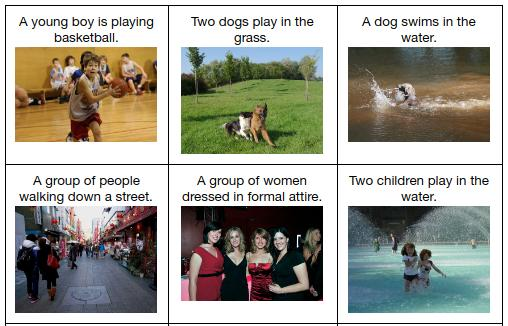 A young boy is playing
basketball.
Two dogs play in the
grass.
A dog swims in the
water.
A group of people
walking down a street.
A group of women
dressed in formal attire.
Two children play in the
water.